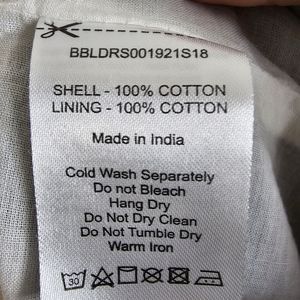 BBLDRS001921S18
SHELL - 100% COTTON
LINING - 100% COTTON
Made in India
Cold Wash Separately
Do not Bleach
Hang Dry
Do Not Dry Clean
Do Not Tumble Dry
Warm Iron
30